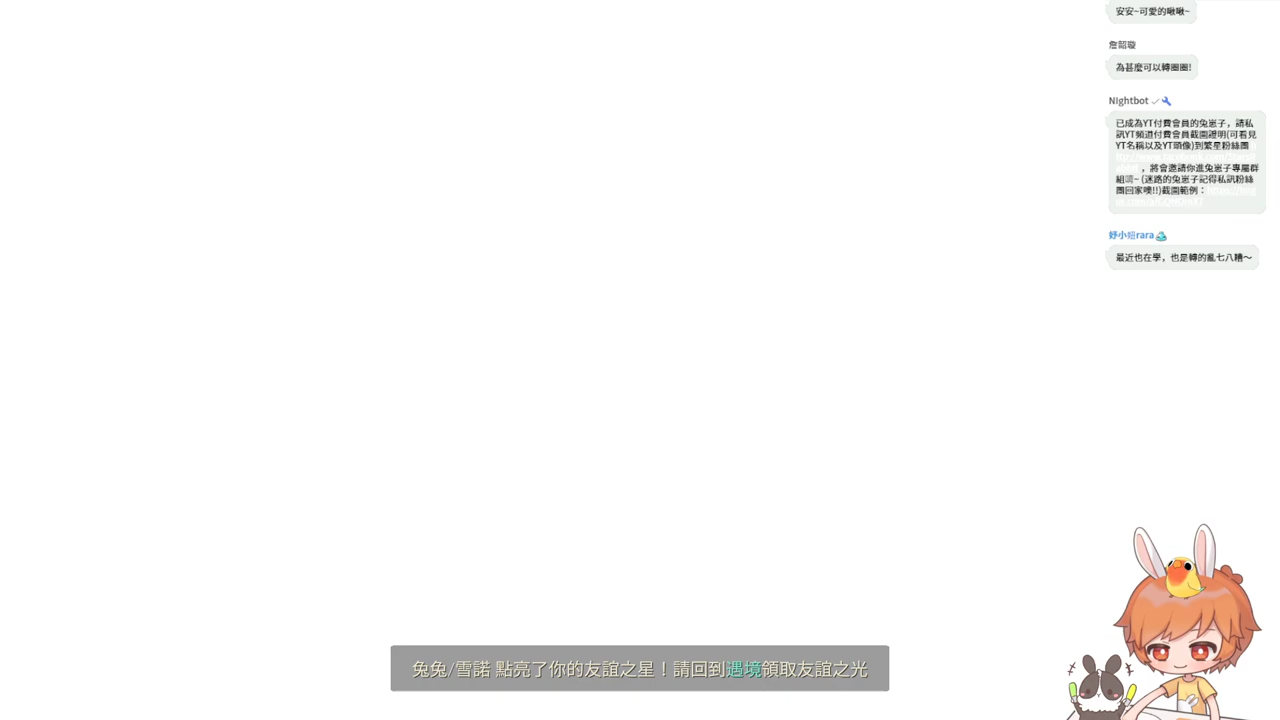 安安~可愛的啾啾~
詹韶璇
為甚麼可以轉圈圈!
Nightbot
已成為YT付費會員的兔崽子，請私
訊YT頻道付費會員截圖證明(可看見
YT名稱以及YT頭像)到繁星粉絲團
，將會邀請你進兔崽子專屬群
組唷~ (迷路的兔崽子記得私訊粉絲
團回家噢!!)截圖範例：
妤小妞rara
最近也在學，也是轉的亂七八糟～
兔兔/雪諾 點亮了你的友誼之星！請回到遇境領取友誼之光